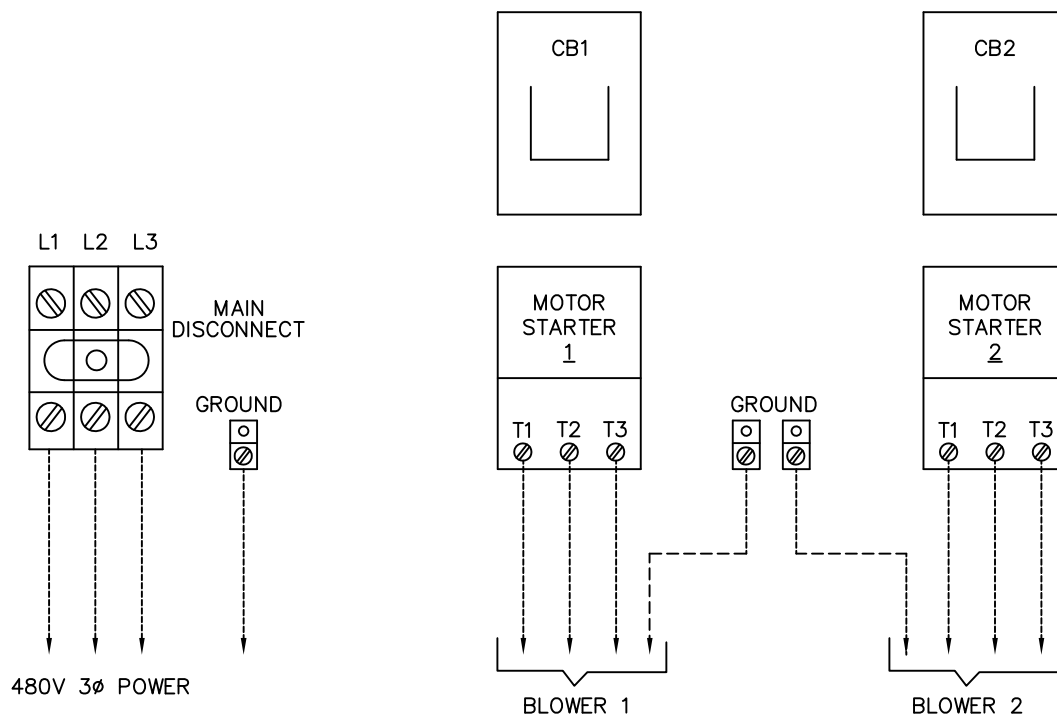 CB1
CB2
L1 L2 L3
MAIN
DISCONNECT
MOTOR
STARTER
1
MOTOR
STARTER
2
GROUND
GROUND
T1 T2 T3
T1 T2 T3
480V 3ø POWER
BLOWER 1
BLOWER 2